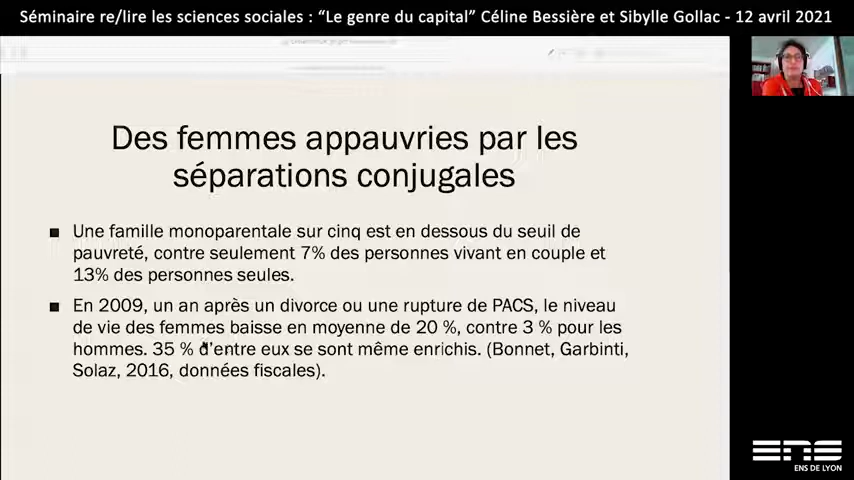 Séminaire re/lire les sciences sociales : “Le genre du capital” Céline Bessière et Sibylle Gollac - 12 avril 2021
Des femmes appauvries par les
séparations conjugales
■ Une famille monoparentale sur cinq est en dessous du seuil de
pauvreté, contre seulement 7% des personnes vivant en couple et
13% des personnes seules.
■ En 2009, un an après un divorce ou une rupture de PACS, le niveau
de vie des femmes baisse en moyenne de 20 %, contre 3 % pour les
hommes. 35 % d’entre eux se sont même enrichis. (Bonnet, Garbinti,
Solaz, 2016, données fiscales).
ENS
ENS DE LYON